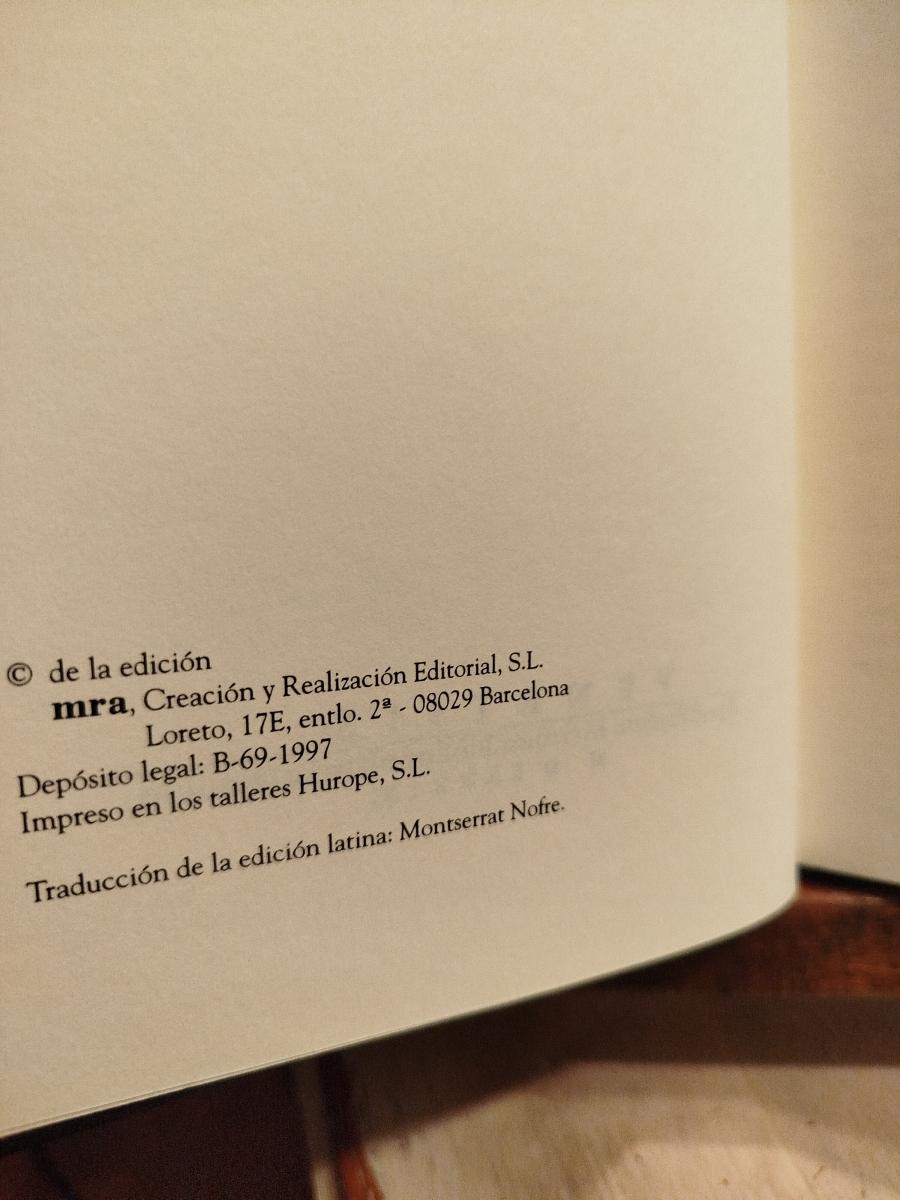 © de la edición
mra, Creación y Realización Editorial, S.L.
Loreto, 17E, entlo. 2ª - 08029 Barcelona
Depósito legal: B-69-1997
Impreso en los talleres Hurope, S.L.
Traducción de la edición latina: Montserrat Nofre.